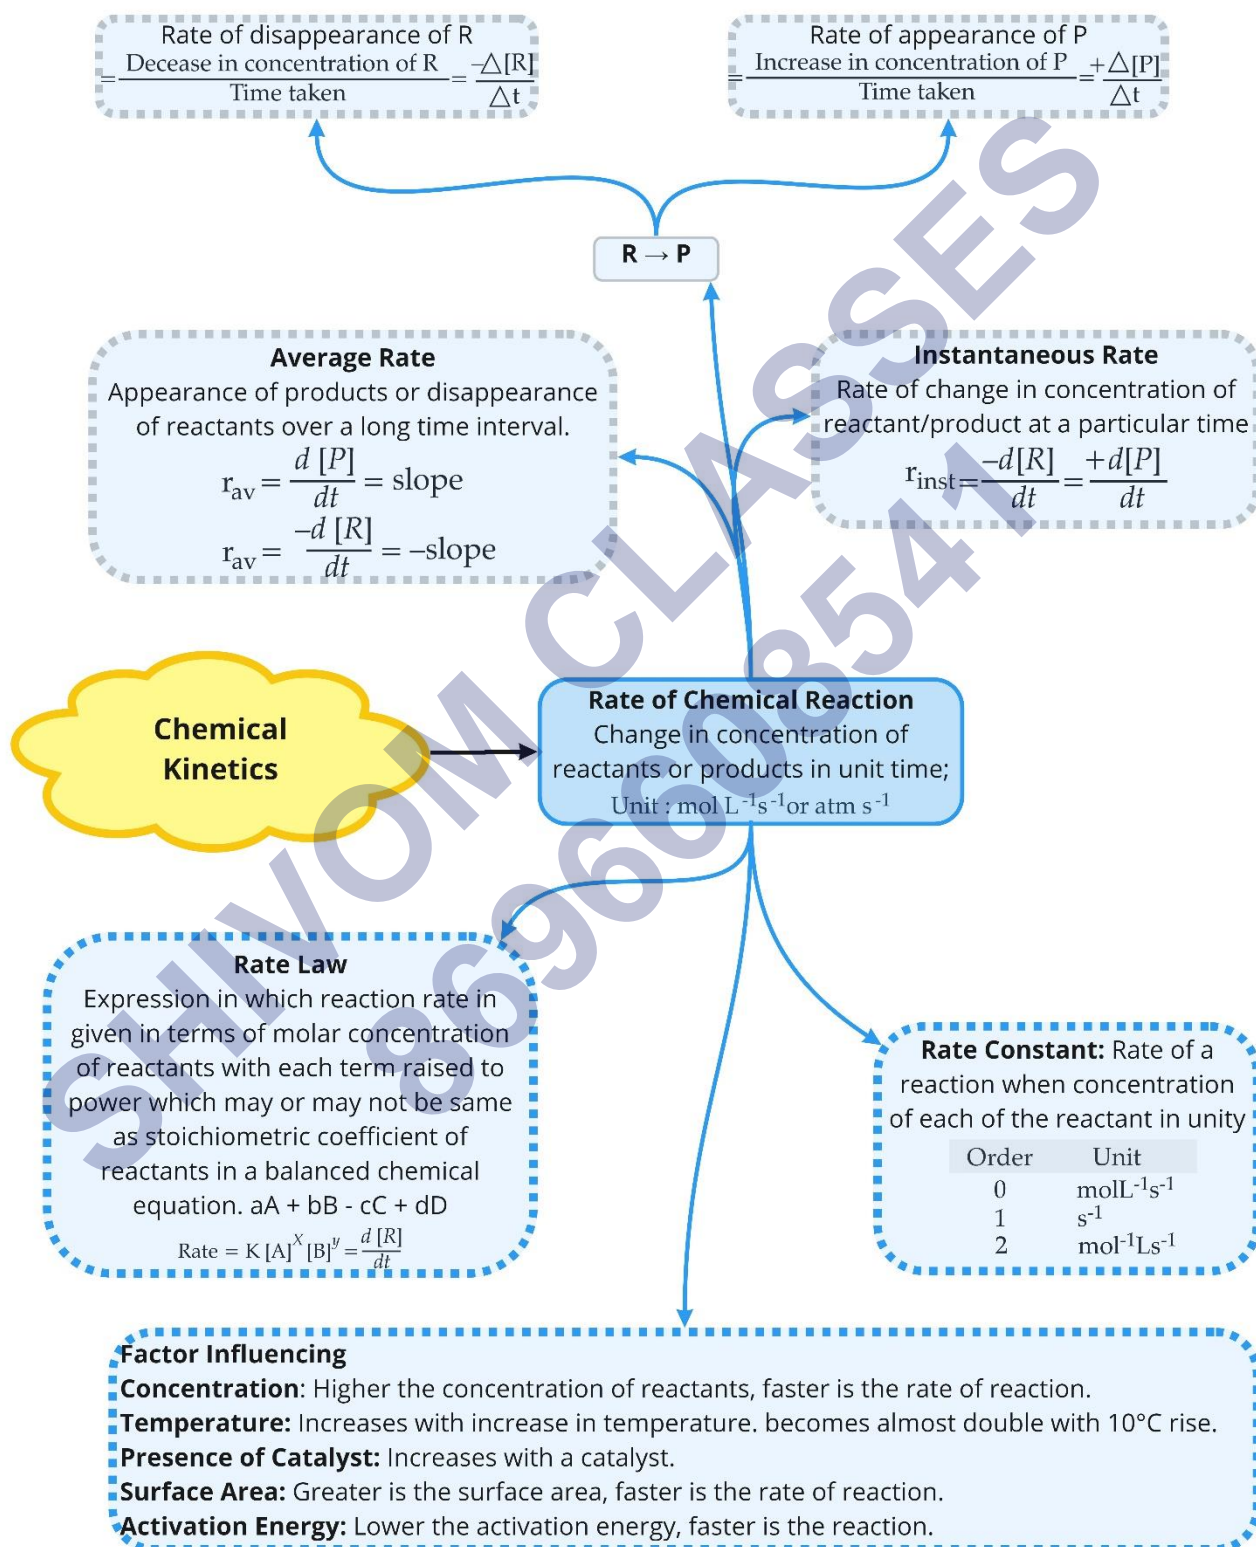 Rate of disappearance of R
= Decease in concentration of R / Time taken = −△[R] / △t
Rate of appearance of P
= Increase in concentration of P / Time taken = +△[P] / △t
R → P
Average Rate
Appearance of products or disappearance
of reactants over a long time interval.
r_av = d [P] / dt = slope
r_av = −d [R] / dt = –slope
Instantaneous Rate
Rate of change in concentration of
reactant/product at a particular time
r_inst = −d[R] / dt = +d[P] / dt
Chemical
Kinetics
Rate of Chemical Reaction
Change in concentration of
reactants or products in unit time;
Unit : mol L⁻¹s⁻¹or atm s⁻¹
Rate Law
Expression in which reaction rate in
given in terms of molar concentration
of reactants with each term raised to
power which may or may not be same
as stoichiometric coefficient of
reactants in a balanced chemical
equation. aA + bB - cC + dD
Rate = K [A]^X [B]^y = d [R] / dt
Rate Constant: Rate of a
reaction when concentration
of each of the reactant in unity
Order Unit
0 molL⁻¹s⁻¹
1 s⁻¹
2 mol⁻¹Ls⁻¹
Factor Influencing
Concentration: Higher the concentration of reactants, faster is the rate of reaction.
Temperature: Increases with increase in temperature. becomes almost double with 10°C rise.
Presence of Catalyst: Increases with a catalyst.
Surface Area: Greater is the surface area, faster is the rate of reaction.
Activation Energy: Lower the activation energy, faster is the reaction.
SHIVOM CLASSES
8696608541